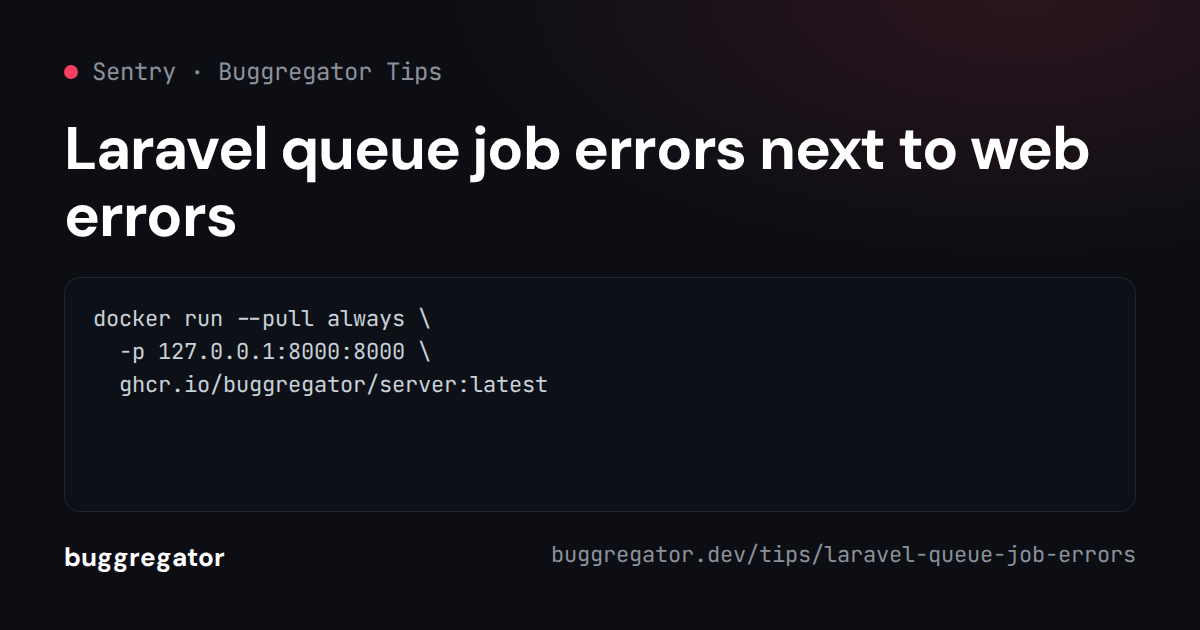 Sentry · Buggregator Tips
Laravel queue job errors next to web
errors
docker run --pull always \
  -p 127.0.0.1:8000:8000 \
  ghcr.io/buggregator/server:latest
buggregator
buggregator.dev/tips/laravel-queue-job-errors